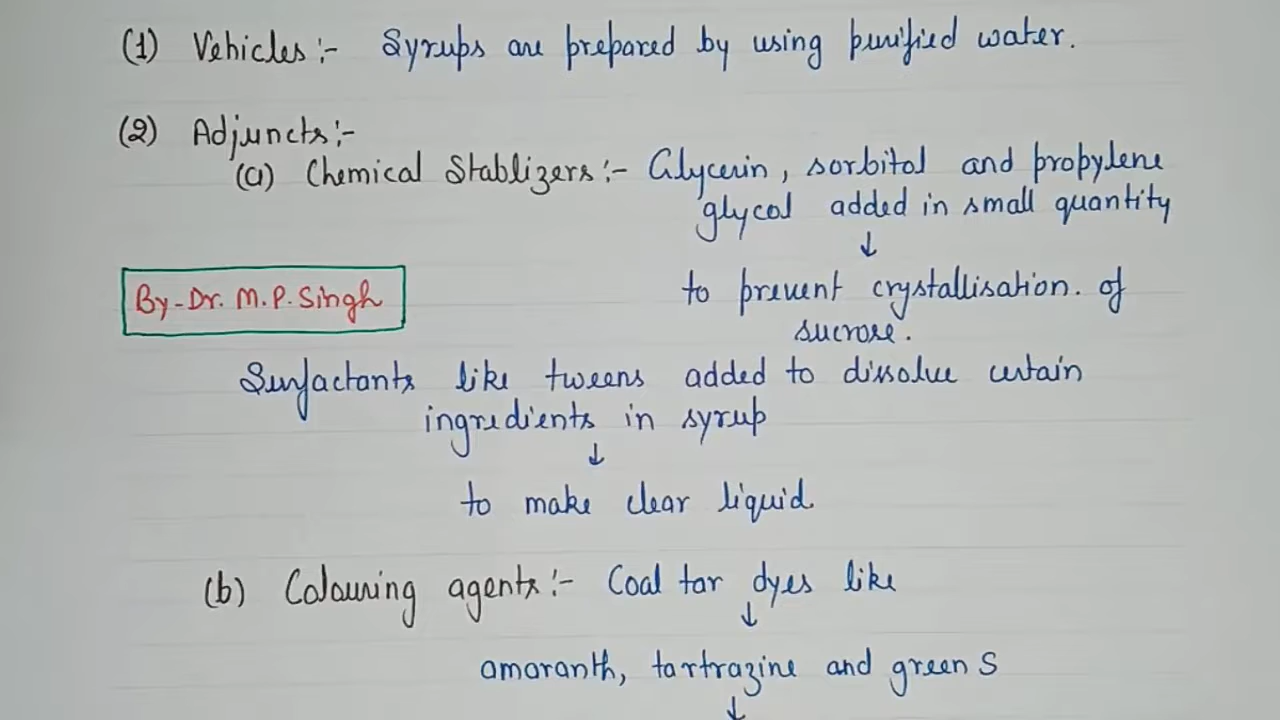 (1) Vehicles :- Syrups are prepared by using purified water.
(2) Adjuncts :-
(a) Chemical Stablizers :- Glycerin, sorbitol and propylene
glycol added in small quantity
↓
to prevent crystallisation. of
sucrose.
By - Dr. M.P. Singh
Surfactants like tweens added to dissolve certain
ingredients in syrup
↓
to make clear liquid
(b) Colouring agents :- Coal tar dyes like
↓
amaranth, tartrazine and green S
↓